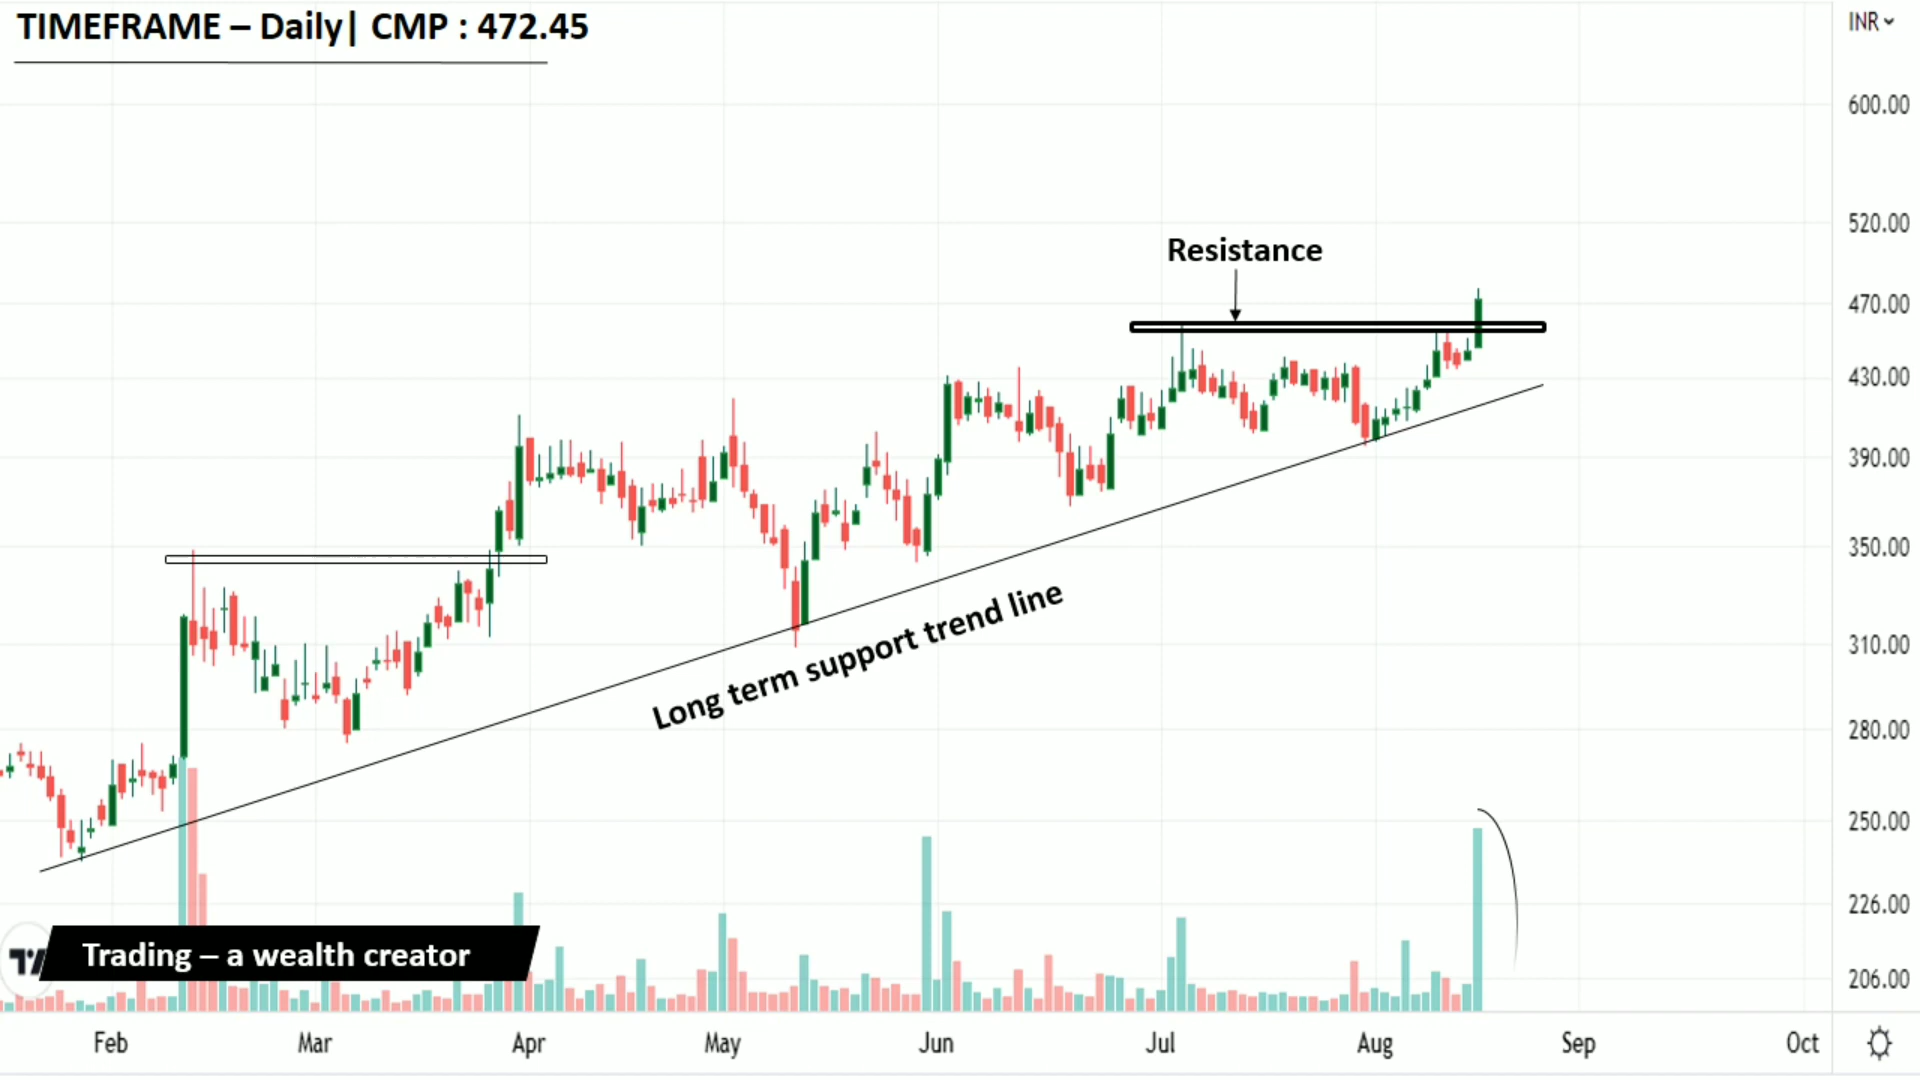 TIMEFRAME – Daily| CMP : 472.45
INR
600.00
520.00
Resistance
470.00
430.00
390.00
350.00
310.00
Long term support trend line
280.00
250.00
226.00
Trading – a wealth creator
206.00
Feb Mar Apr May Jun Jul Aug Sep Oct